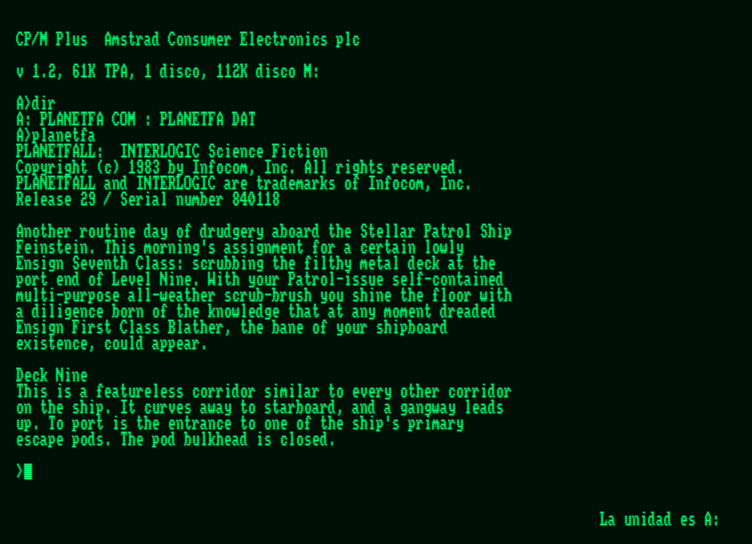 CP/M Plus  Amstrad Consumer Electronics plc
v 1.2, 61K TPA, 1 disco, 112K disco M:
A>dir
A: PLANETFA COM : PLANETFA DAT
A>planetfa
PLANETFALL:  INTERLOGIC Science Fiction
Copyright (c) 1983 by Infocom, Inc. All rights reserved.
PLANETFALL and INTERLOGIC are trademarks of Infocom, Inc.
Release 29 / Serial number 840118
Another routine day of drudgery aboard the Stellar Patrol Ship
Feinstein. This morning's assignment for a certain lowly
Ensign Seventh Class: scrubbing the filthy metal deck at the
port end of Level Nine. With your Patrol-issue self-contained
multi-purpose all-weather scrub-brush you shine the floor with
a diligence born of the knowledge that at any moment dreaded
Ensign First Class Blather, the bane of your shipboard
existence, could appear.
Deck Nine
This is a featureless corridor similar to every other corridor
on the ship. It curves away to starboard, and a gangway leads
up. To port is the entrance to one of the ship's primary
escape pods. The pod bulkhead is closed.
>
La unidad es A: